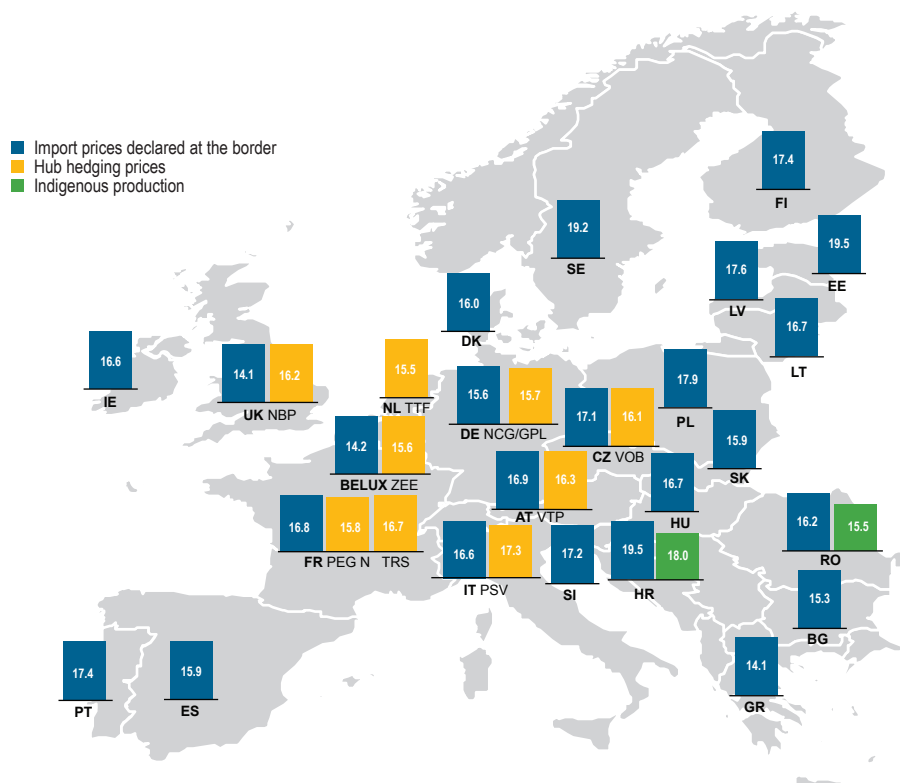 Import prices declared at the border
Hub hedging prices
Indigenous production
17.4
FI
19.2
SE
19.5
EE
17.6
LV
16.7
LT
16.0
DK
16.6
IE
14.1 16.2
UK NBP
15.5
NL TTF
15.6 15.7
DE NCG/GPL
17.9
PL
17.1 16.1
CZ VOB
15.9
SK
14.2 15.6
BELUX ZEE
16.9 16.3
AT VTP
16.7
HU
16.8 15.8 16.7
FR PEG N TRS
16.2 15.5
RO
16.6 17.3
IT PSV
17.2
SI
19.5 18.0
HR
15.3
BG
17.4
PT
15.9
ES
14.1
GR